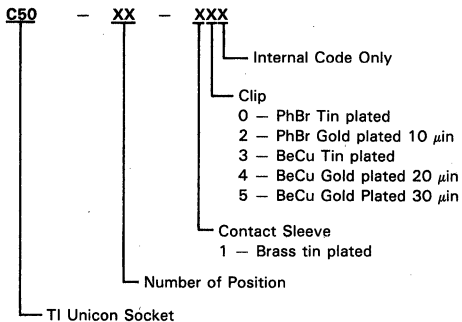 C50 – XX – XXX
Internal Code Only
Clip
0 – PhBr Tin plated
2 – PhBr Gold plated 10 μin
3 – BeCu Tin plated
4 – BeCu Gold plated 20 μin
5 – BeCu Gold Plated 30 μin
Contact Sleeve
1 – Brass tin plated
Number of Position
TI Unicon Socket